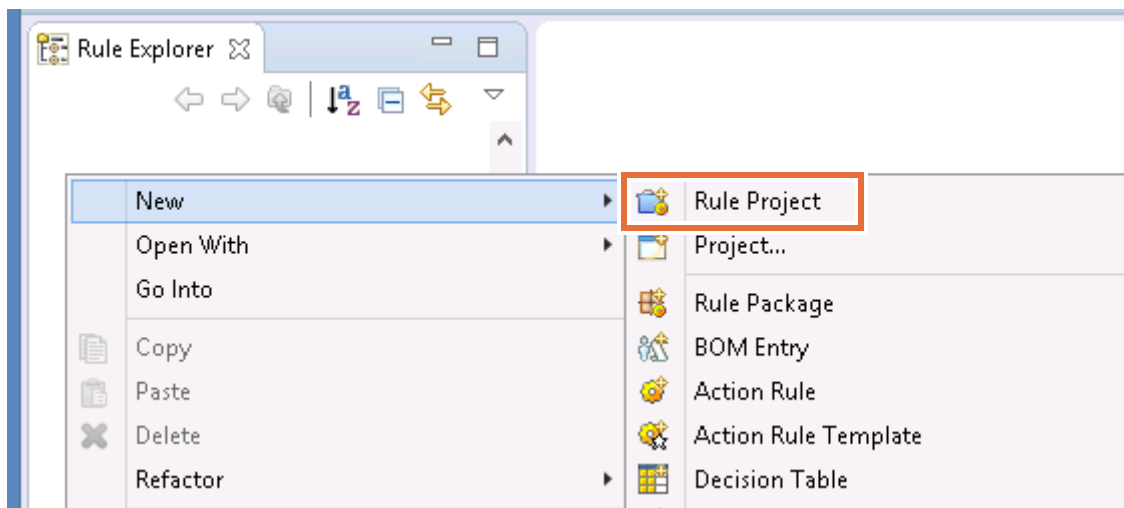 Rule Explorer
New
Open With
Go Into
Copy
Paste
Delete
Refactor
Rule Project
Project...
Rule Package
BOM Entry
Action Rule
Action Rule Template
Decision Table